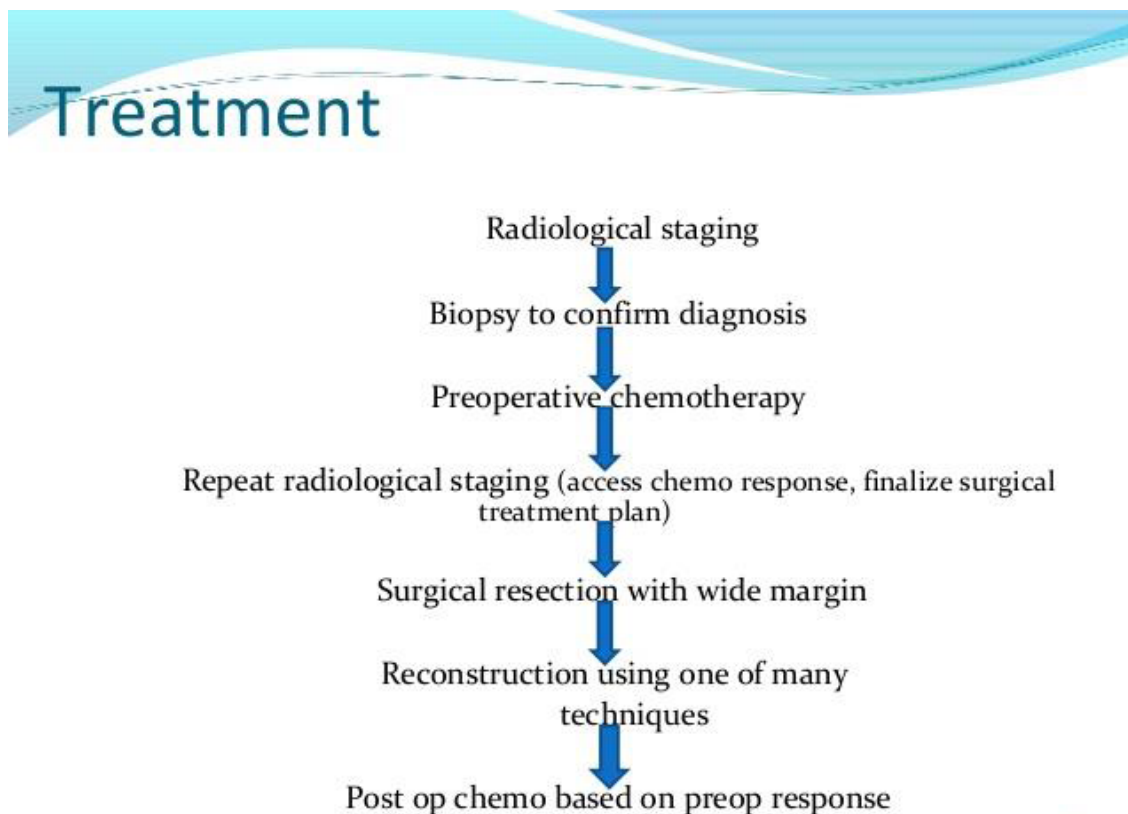 Treatment
Radiological staging
Biopsy to confirm diagnosis
Preoperative chemotherapy
Repeat radiological staging (access chemo response, finalize surgical
treatment plan)
Surgical resection with wide margin
Reconstruction using one of many
techniques
Post op chemo based on preop response